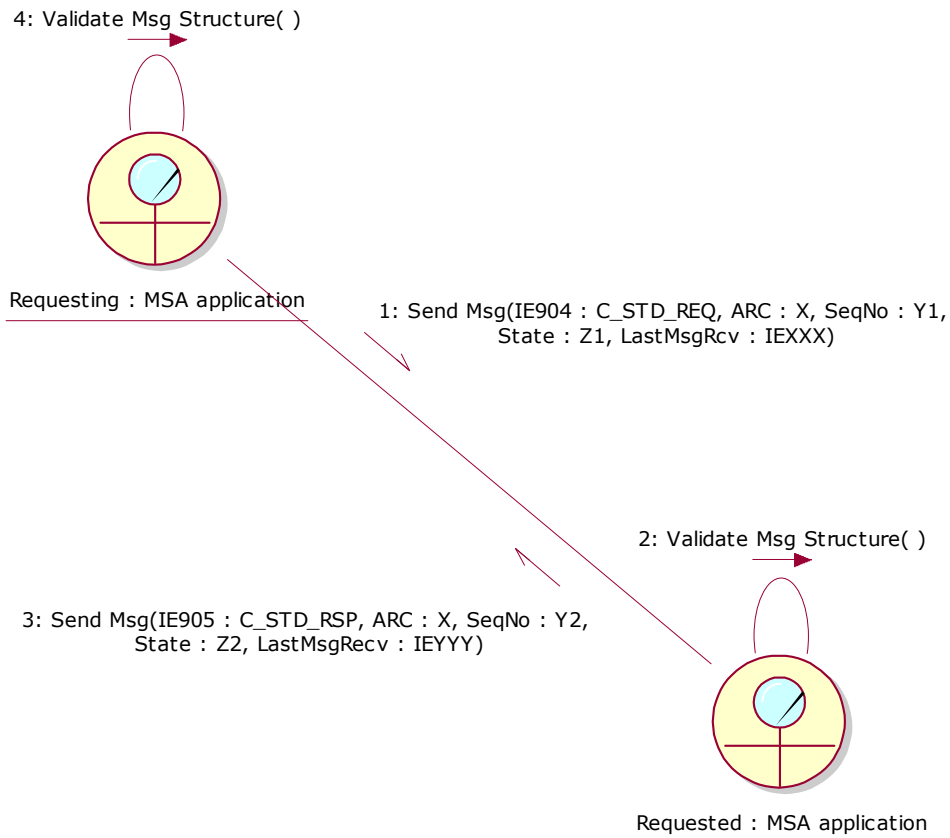 4: Validate Msg Structure( )
Requesting : MSA application
1: Send Msg(IE904 : C_STD_REQ, ARC : X, SeqNo : Y1,
State : Z1, LastMsgRcv : IEXXX)
2: Validate Msg Structure( )
3: Send Msg(IE905 : C_STD_RSP, ARC : X, SeqNo : Y2,
State : Z2, LastMsgRecv : IEYYY)
Requested : MSA application